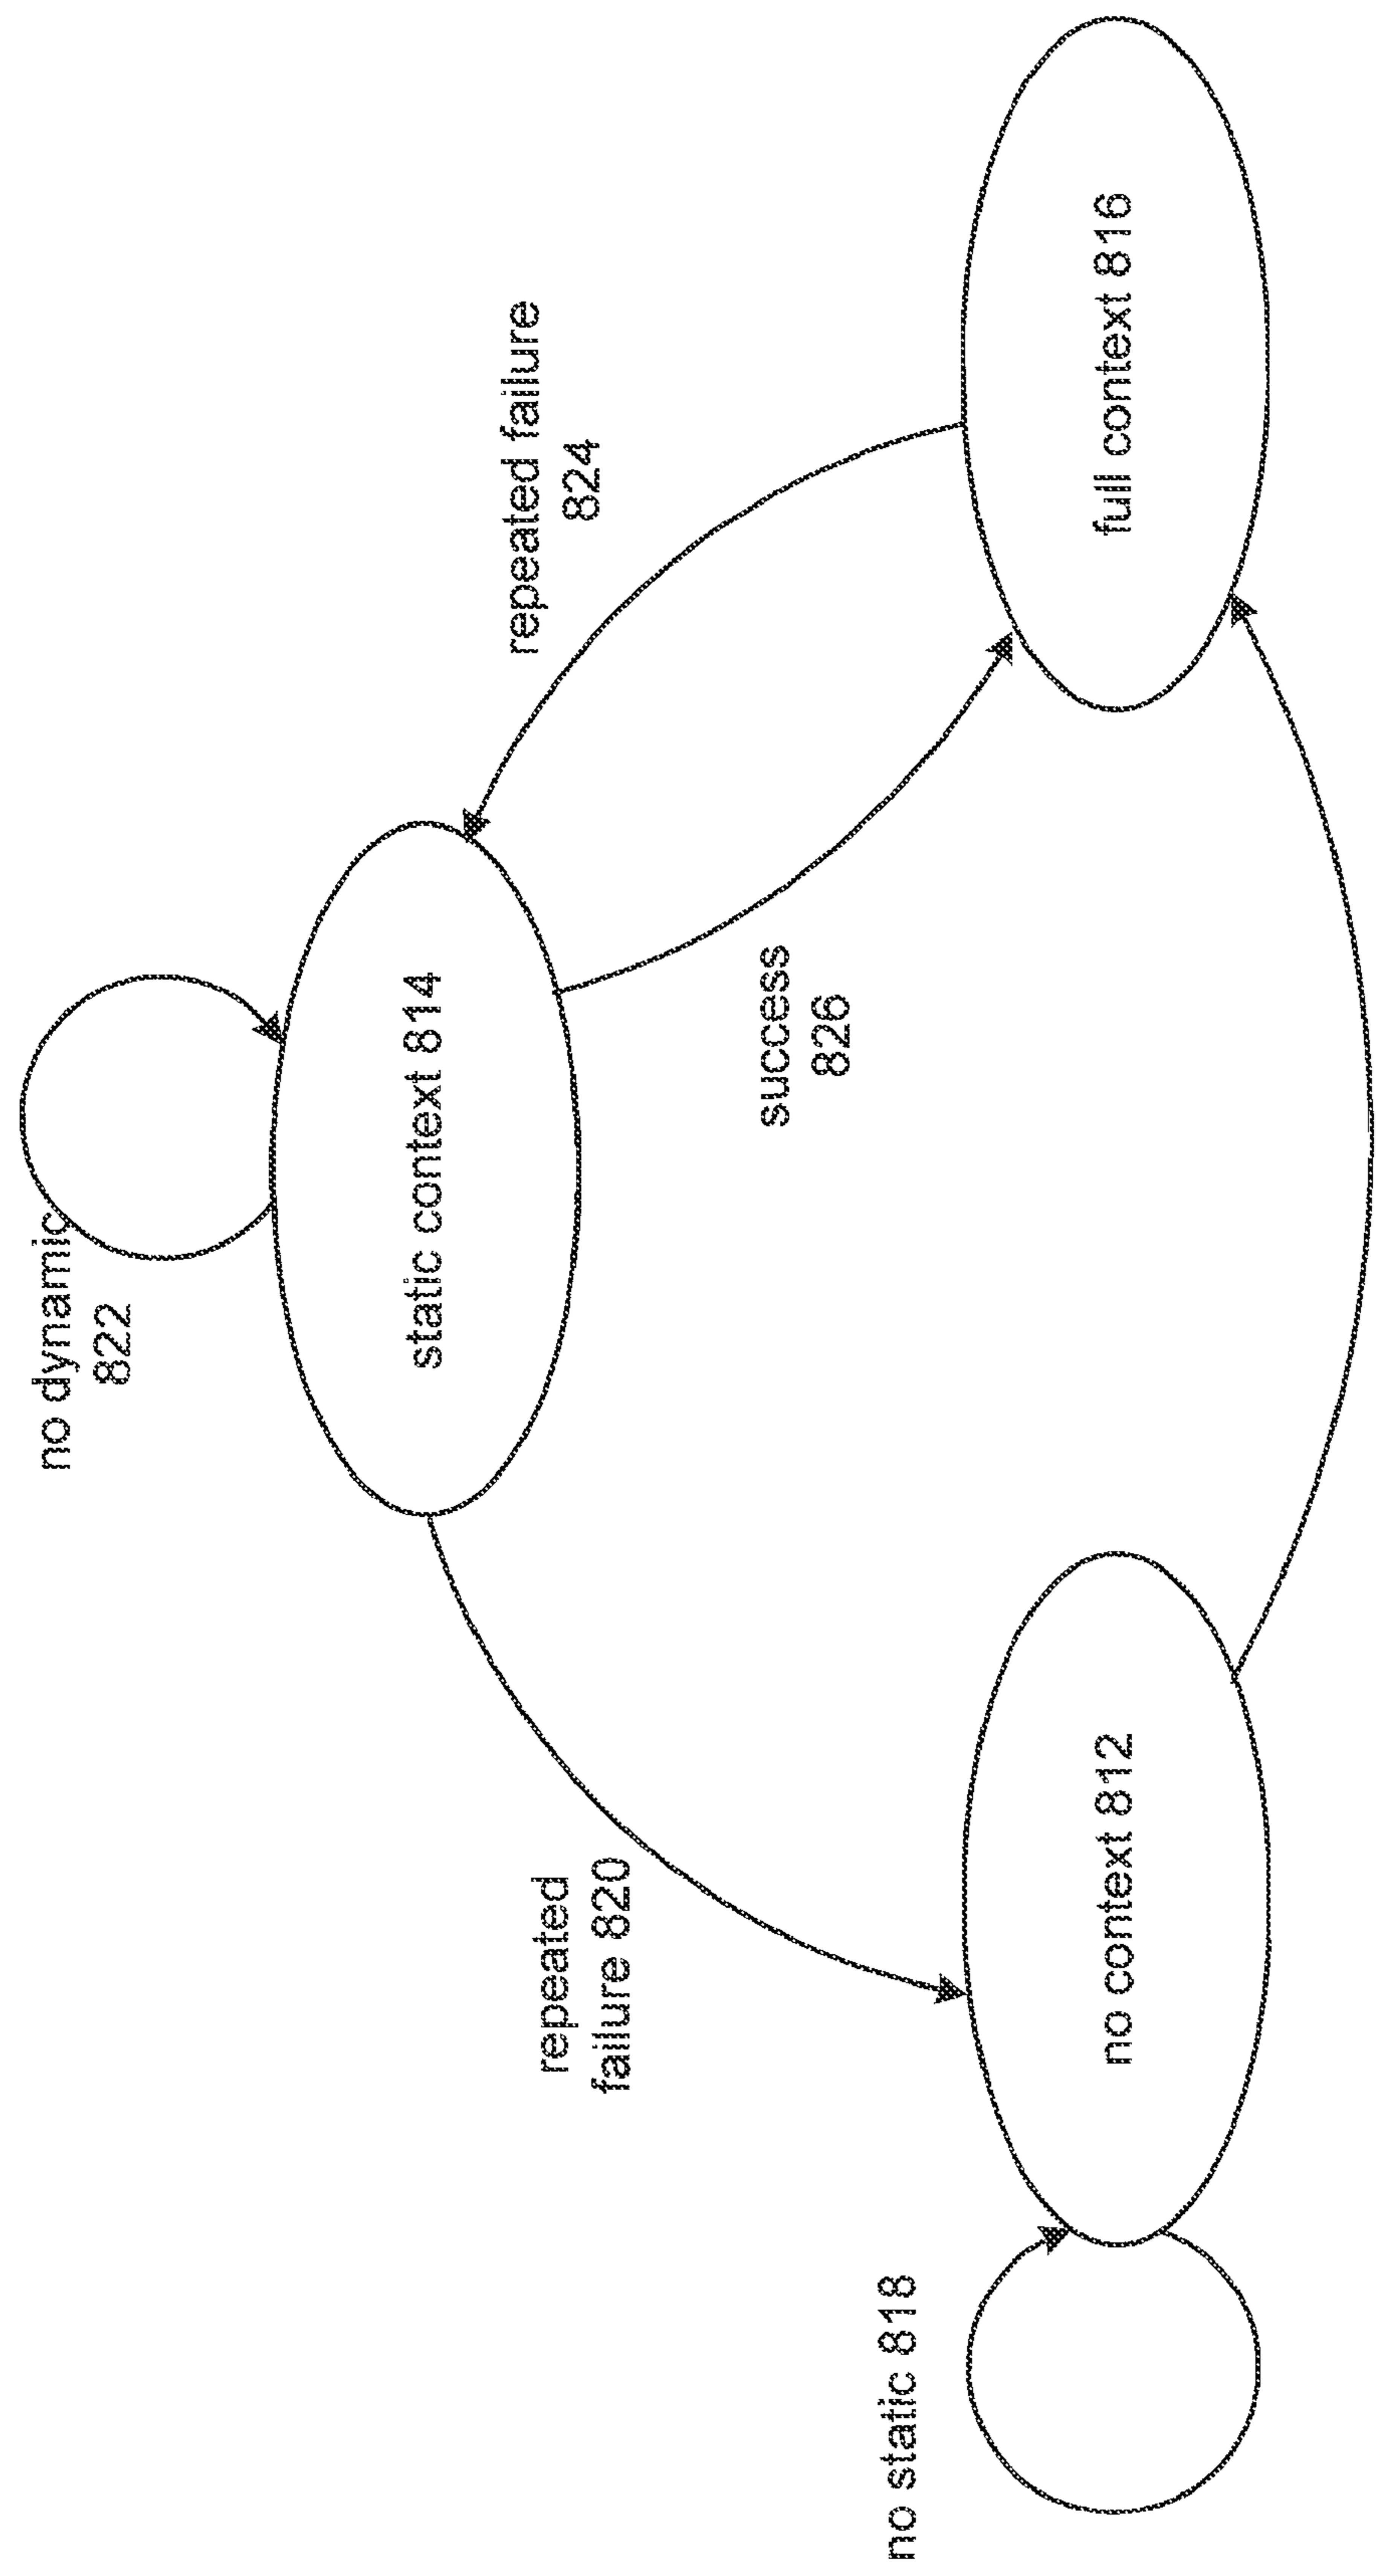 no dynamic
822
static context 814
repeated failure
824
repeated
failure 820
success
826
no static 818
no context 812
full context 816